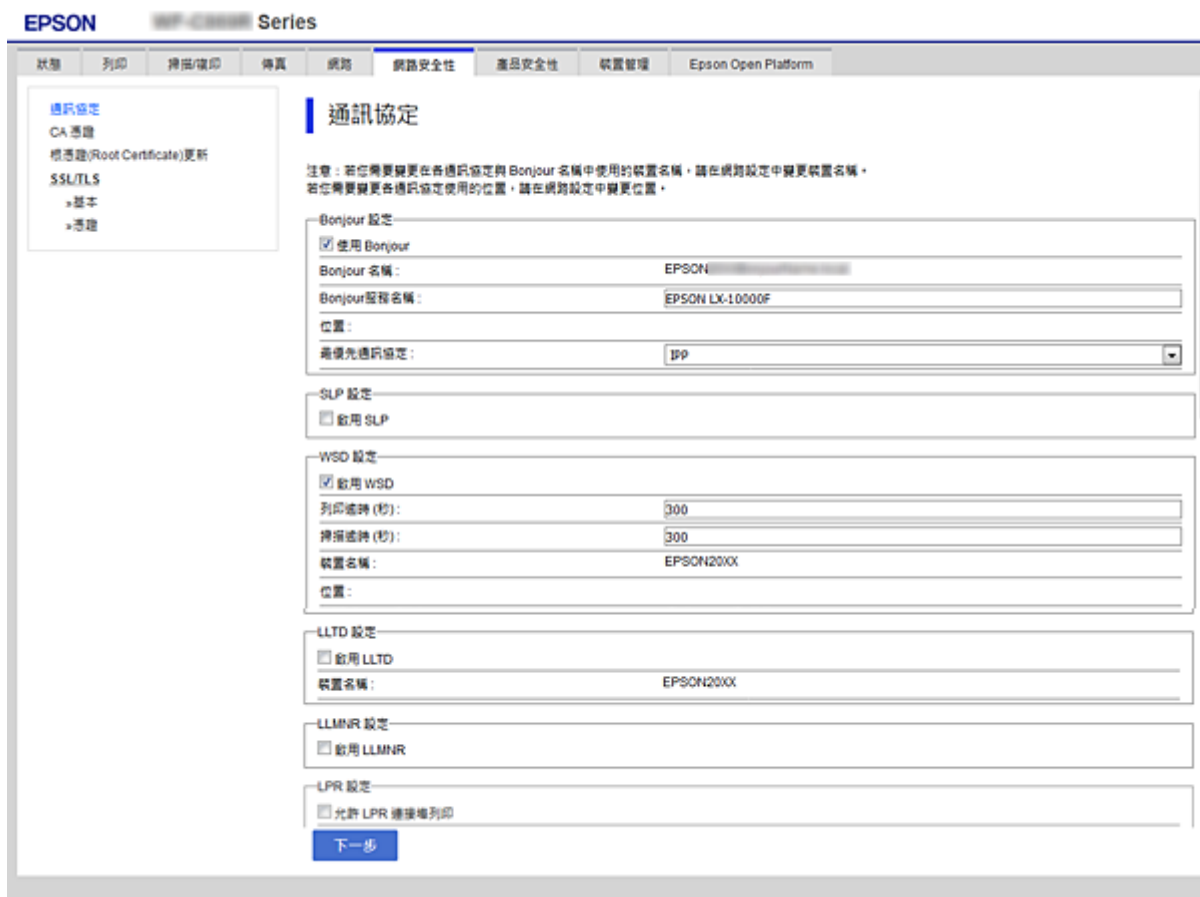 EPSON Series
狀態 列印 掃描/複印 傳真 網路 網路安全性 產品安全性 裝置管理 Epson Open Platform
通訊協定
CA 憑證
根憑證(Root Certificate)更新
SSL/TLS
»基本
»憑證
通訊協定
注意：若您需要變更在各通訊協定與 Bonjour 名稱中使用的裝置名稱，請在網路設定中變更裝置名稱。
若您需要變更各通訊協定使用的位置，請在網路設定中變更位置。
Bonjour 設定
使用 Bonjour
Bonjour 名稱： EPSON
Bonjour服務名稱： EPSON LX-10000F
位置：
最優先通訊協定： IPP
SLP 設定
啟用 SLP
WSD 設定
啟用 WSD
列印逾時 (秒)： 300
掃描逾時 (秒)： 300
裝置名稱： EPSON20XX
位置：
LLTD 設定
啟用 LLTD
裝置名稱： EPSON20XX
LLMNR 設定
啟用 LLMNR
LPR 設定
允許 LPR 連接埠列印
下一步